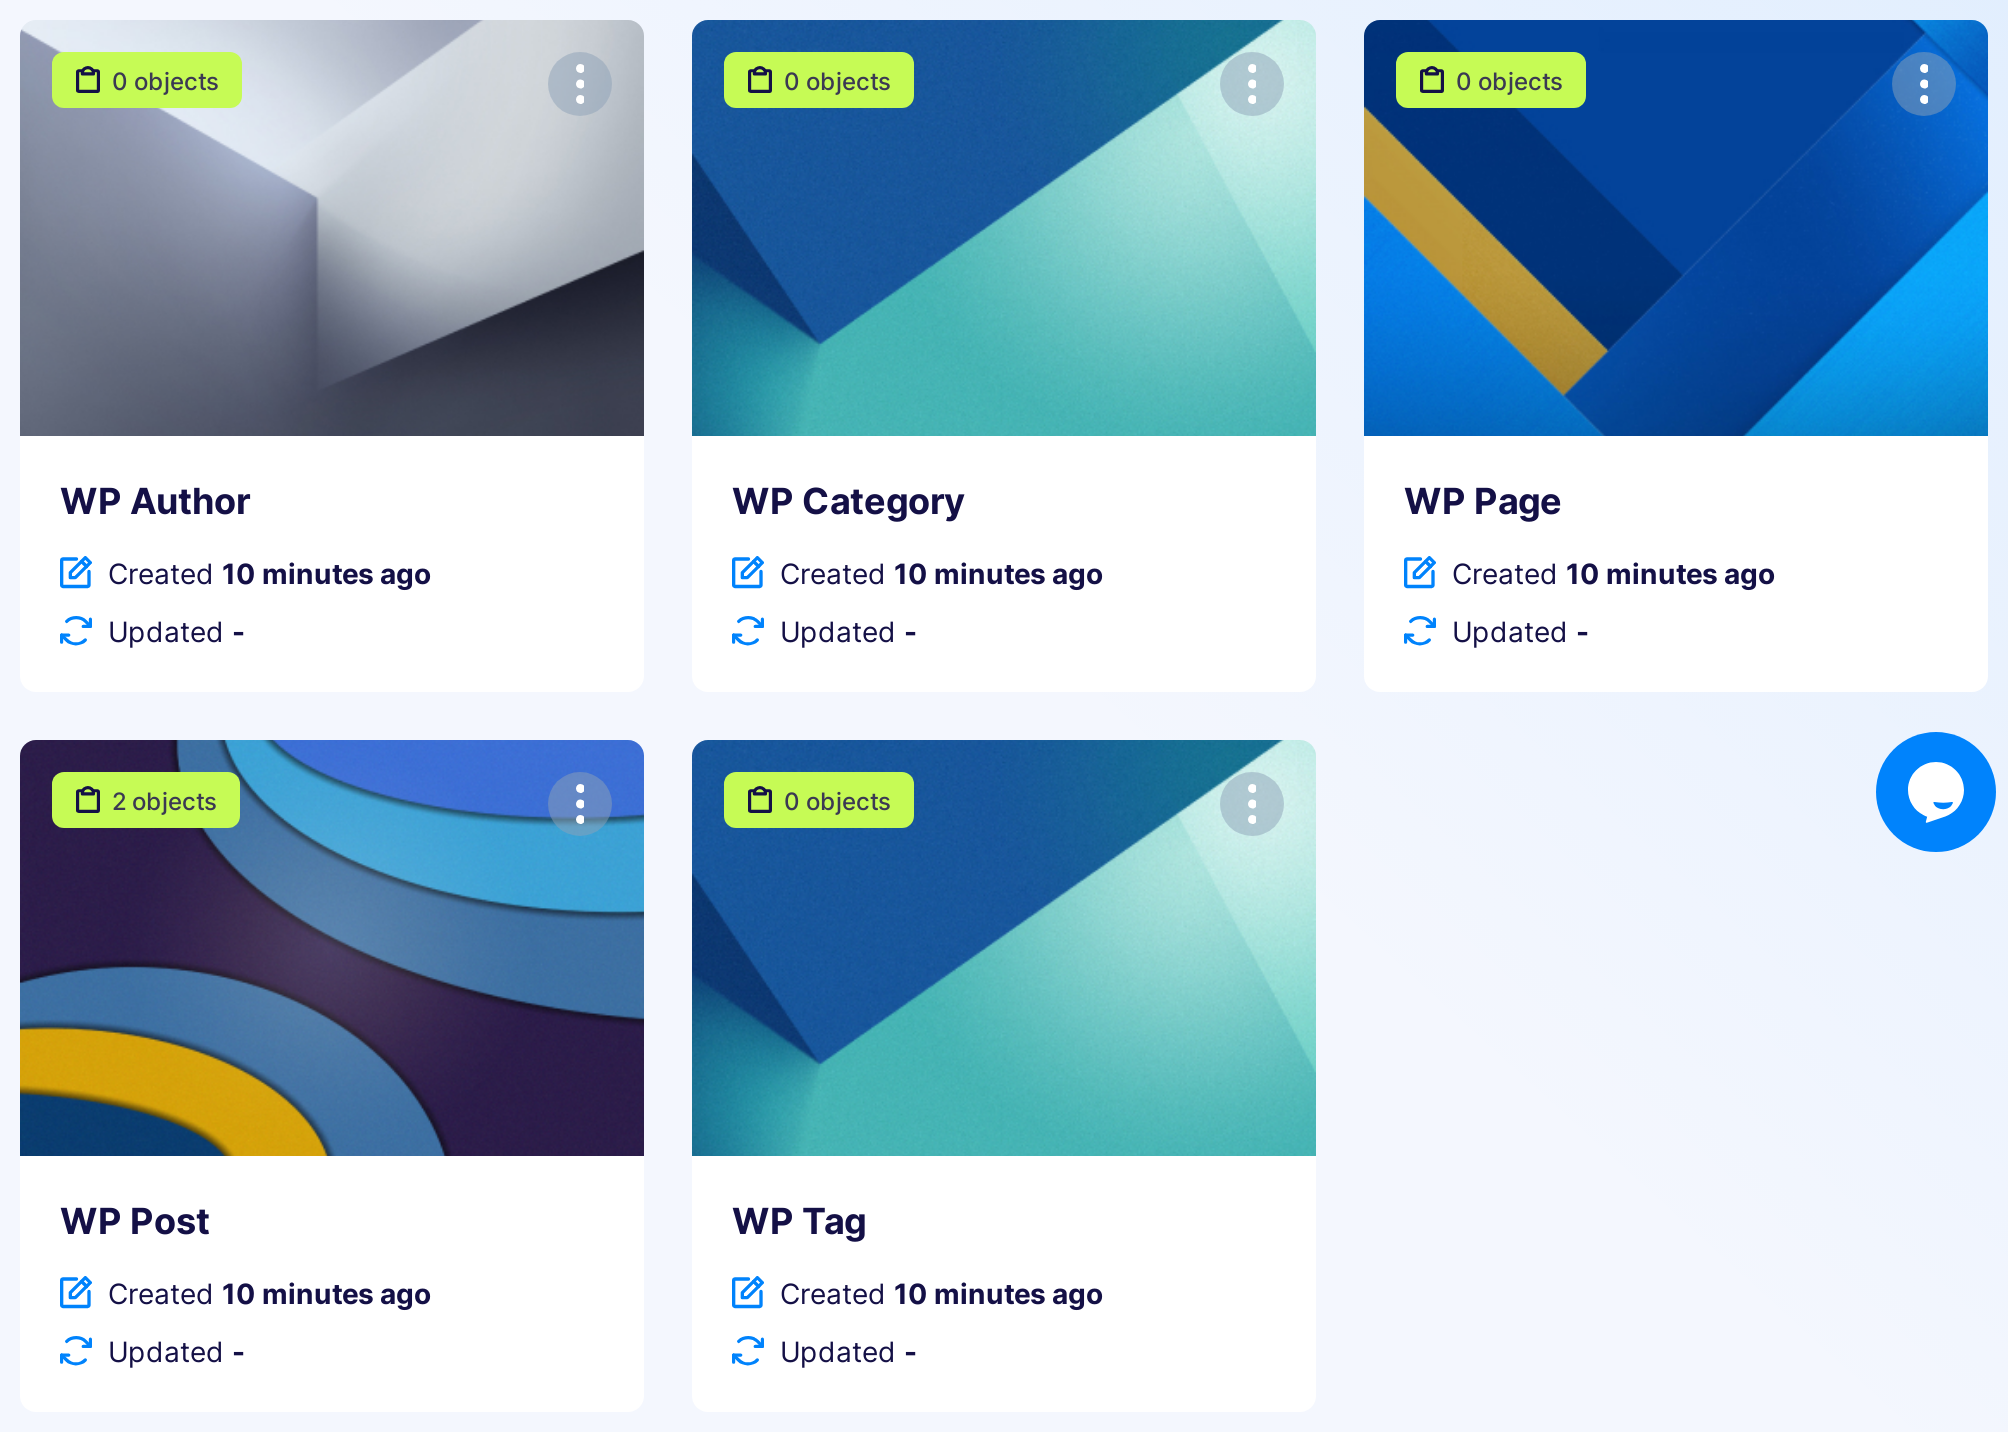 0 objects
WP Author
Created 10 minutes ago
Updated -
0 objects
WP Category
Created 10 minutes ago
Updated -
0 objects
WP Page
Created 10 minutes ago
Updated -
2 objects
WP Post
Created 10 minutes ago
Updated -
0 objects
WP Tag
Created 10 minutes ago
Updated -